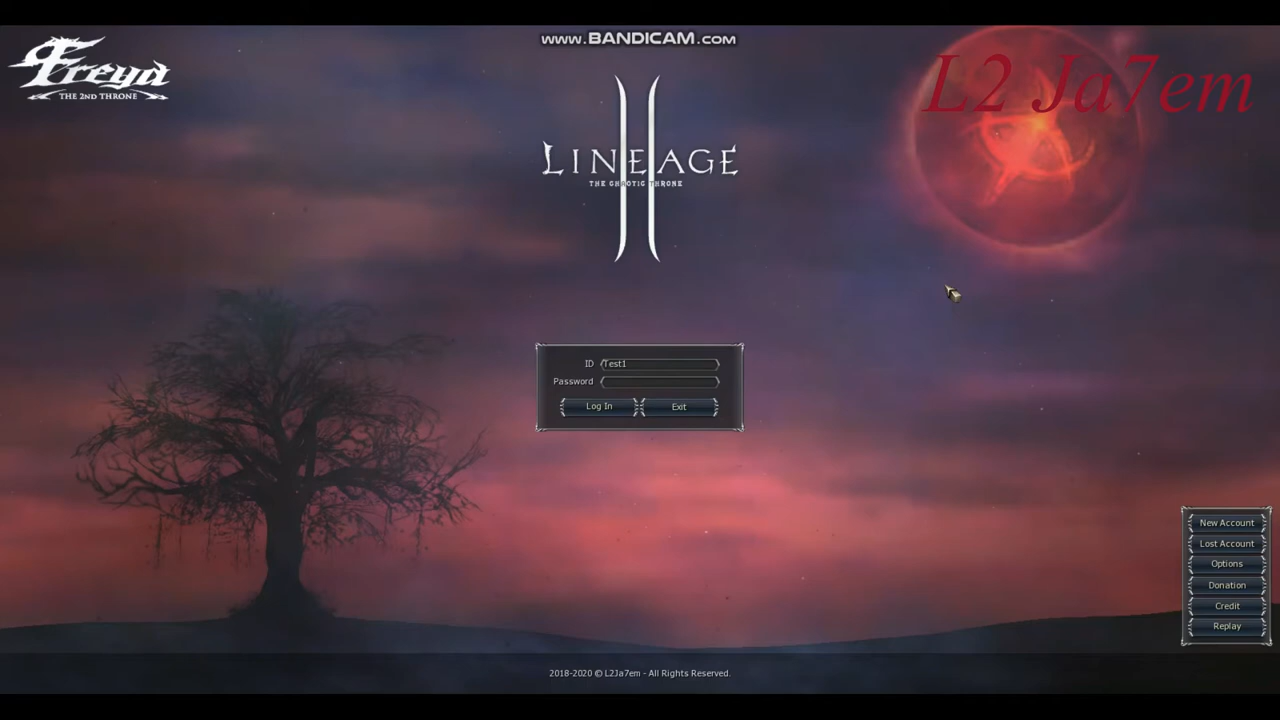 www.BANDICAM.com
Freya
THE 2ND THRONE
L2 Ja7em
LINEAGE
II
THE CHAOTIC THRONE
ID Test1
Password
Log In Exit
New Account
Lost Account
Options
Donation
Credit
Replay
2018-2020 © L2Ja7em - All Rights Reserved.